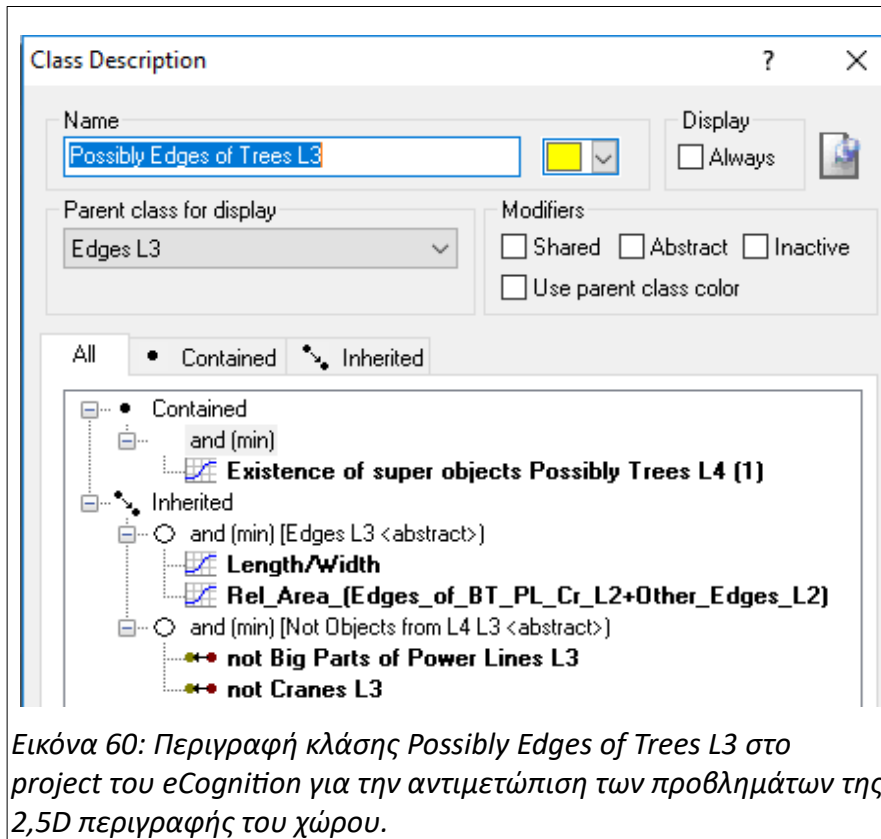 Class Description
?
Name
Display
Possibly Edges of Trees L3
Always
Parent class for display
Modifiers
Edges L3
Shared
Abstract
Inactive
Use parent class color
All
Contained
Inherited
Contained
and (min)
Existence of super objects Possibly Trees L4 (1)
Inherited
and (min) [Edges L3 <abstract>)
Length/Width
Rel_Area_(Edges_of_BT_PL_Cr_L2+Other_Edges_L2)
and (min) [Not Objects from L4 L3 <abstract>)
not Big Parts of Power Lines L3
not Cranes L3
Εικόνα 60: Περιγραφή κλάσης Possibly Edges of Trees L3 στο
project του eCognition για την αντιμετώπιση των προβλημάτων της
2,5D περιγραφής του χώρου.